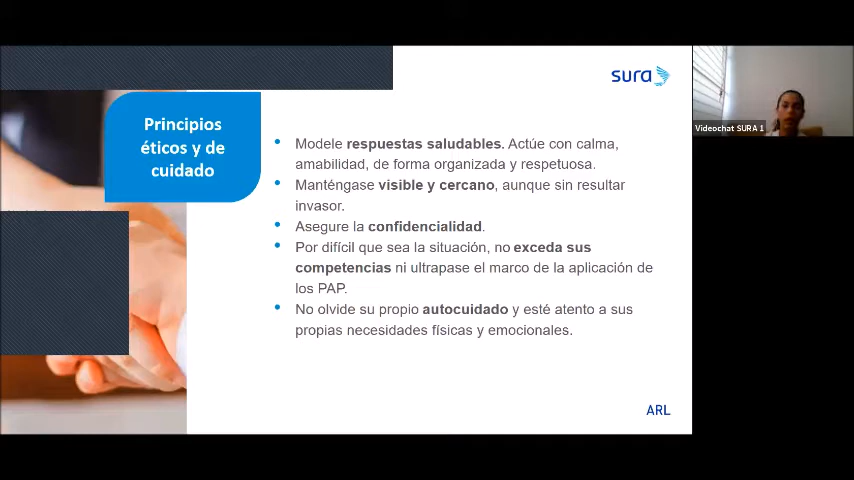 sura
Principios
éticos y de
cuidado
• Modele respuestas saludables. Actúe con calma,
amabilidad, de forma organizada y respetuosa.
• Manténgase visible y cercano, aunque sin resultar
invasor.
• Asegure la confidencialidad.
• Por difícil que sea la situación, no exceda sus
competencias ni ultrapase el marco de la aplicación de
los PAP.
• No olvide su propio autocuidado y esté atento a sus
propias necesidades físicas y emocionales.
ARL
Videochat SURA 1